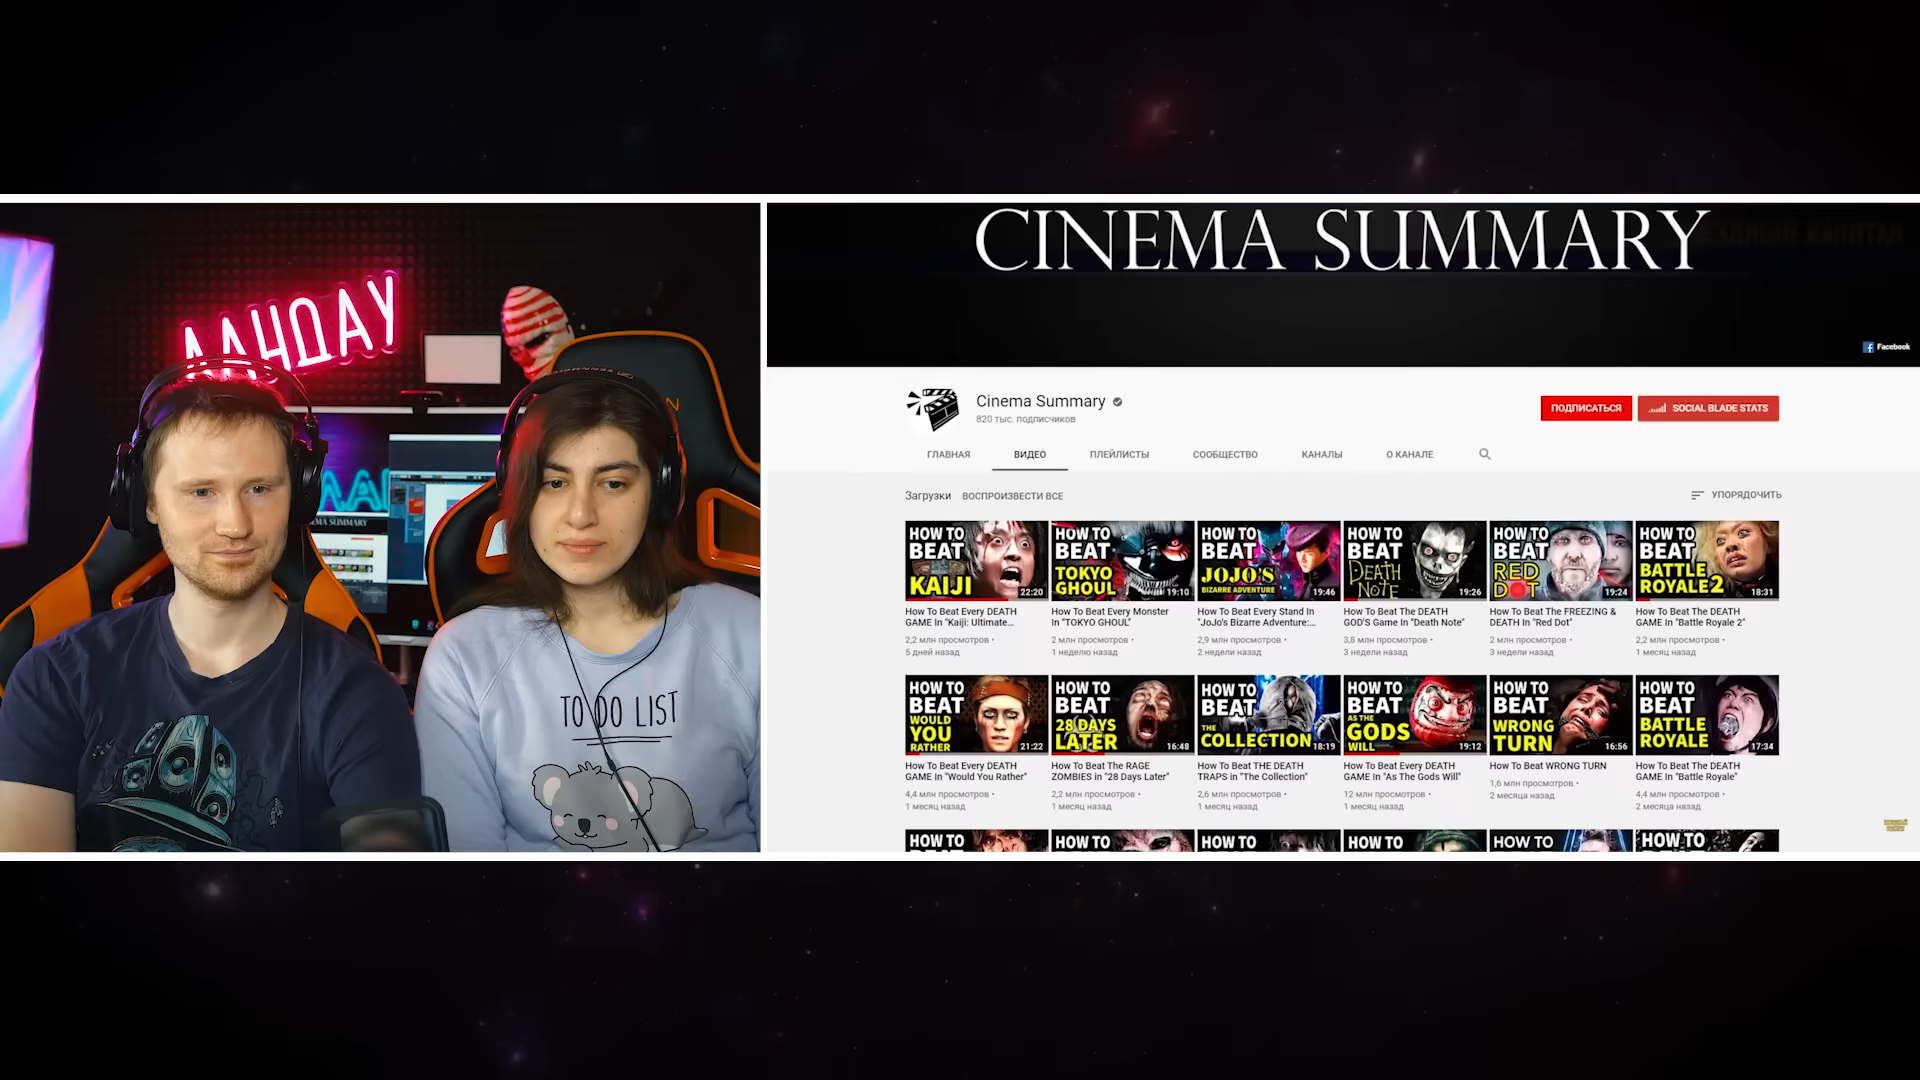 ЛАНДАУ
TO DO LIST
CINEMA SUMMARY
Facebook
Cinema Summary
820 тыс. подписчиков
ПОДПИСАТЬСЯ
SOCIAL BLADE STATS
ГЛАВНАЯ ВИДЕО ПЛЕЙЛИСТЫ СООБЩЕСТВО КАНАЛЫ О КАНАЛЕ
Загрузки ВОСПРОИЗВЕСТИ ВСЕ УПОРЯДОЧИТЬ
HOW TO BEAT KAIJI 22:20
How To Beat Every DEATH
GAME In "Kaiji: Ultimate...
2,2 млн просмотров •
5 дней назад
HOW TO BEAT TOKYO GHOUL 19:10
How To Beat Every Monster
In "TOKYO GHOUL"
2 млн просмотров •
1 неделю назад
HOW TO BEAT JOJO'S BIZARRE ADVENTURE 19:46
How To Beat Every Stand In
"JoJo's Bizarre Adventure:...
2,9 млн просмотров •
2 недели назад
HOW TO BEAT DEATH NOTE 19:26
How To Beat The DEATH
GOD'S Game In "Death Note"
3,8 млн просмотров •
3 недели назад
HOW TO BEAT RED DOT 19:24
How To Beat The FREEZING &
DEATH In "Red Dot"
2 млн просмотров •
3 недели назад
HOW TO BEAT BATTLE ROYALE 2 18:31
How To Beat The DEATH
GAME In "Battle Royale 2"
2,2 млн просмотров •
1 месяц назад
HOW TO BEAT WOULD YOU RATHER 21:22
How To Beat Every DEATH
GAME In "Would You Rather"
4,4 млн просмотров •
1 месяц назад
HOW TO BEAT 28 DAYS LATER 16:48
How To Beat The RAGE
ZOMBIES in "28 Days Later"
2,2 млн просмотров •
1 месяц назад
HOW TO BEAT THE COLLECTION 18:19
How To Beat THE DEATH
TRAPS in "The Collection"
2,6 млн просмотров •
1 месяц назад
HOW TO BEAT AS THE GODS WILL 19:12
How To Beat Every DEATH
GAME In "As The Gods Will"
12 млн просмотров •
1 месяц назад
HOW TO BEAT WRONG TURN 16:56
How To Beat WRONG TURN
1,6 млн просмотров •
2 месяца назад
HOW TO BEAT BATTLE ROYALE 17:34
How To Beat The DEATH
GAME In "Battle Royale"
4,4 млн просмотров •
2 месяца назад
HOW TO
HOW TO
HOW TO
HOW TO
HOW TO
HOW TO